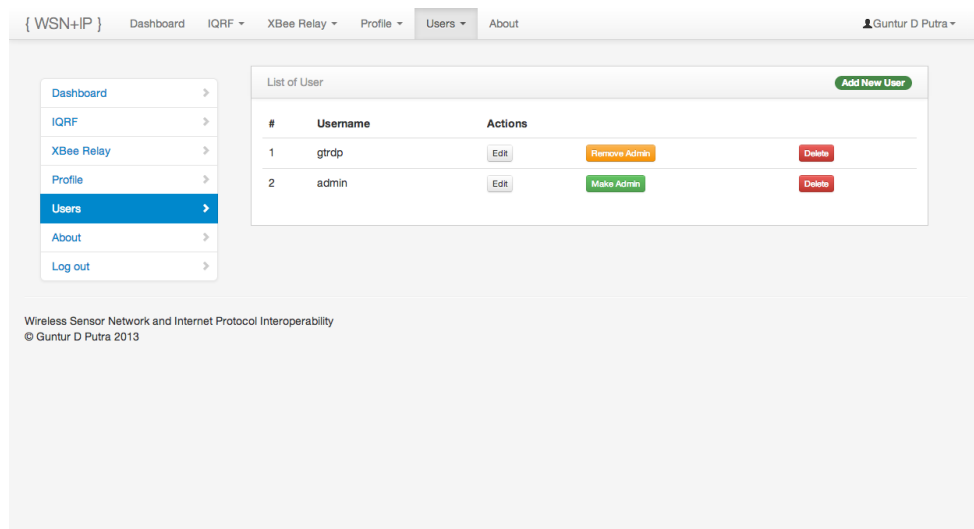 { WSN+IP } Dashboard IQRF XBee Relay Profile Users About Guntur D Putra
Dashboard
IQRF
XBee Relay
Profile
Users
About
Log out
List of User Add New User
# Username Actions
1 gtrdp Edit Remove Admin Delete
2 admin Edit Make Admin Delete
Wireless Sensor Network and Internet Protocol Interoperability
© Guntur D Putra 2013